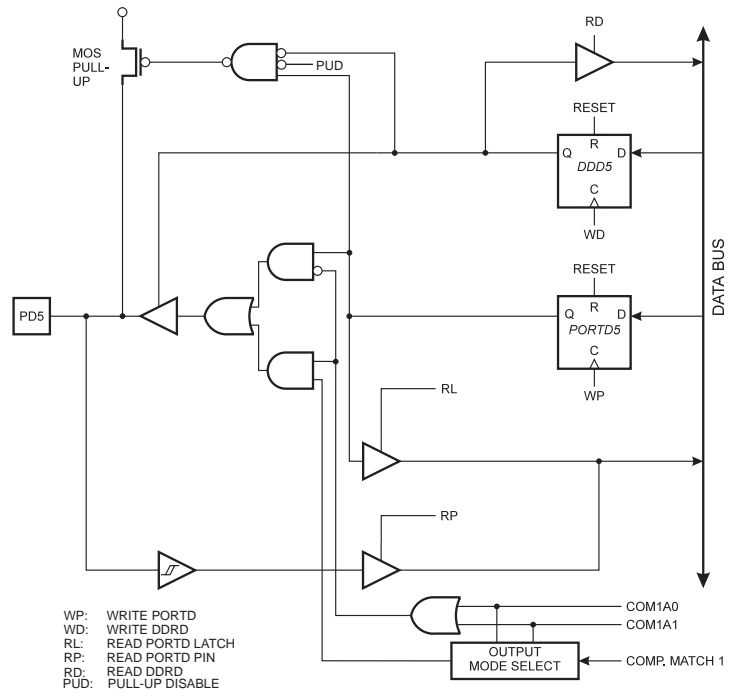 RD
MOS
PULL-
UP
PUD
RESET
R
Q
D
DDD5
C
WD
RESET
PD5
R
Q
D
PORTD5
C
WP
DATA BUS
RL
RP
WP: WRITE PORTD
WD: WRITE DDRD
RL: READ PORTD LATCH
RP: READ PORTD PIN
RD: READ DDRD
PUD: PULL-UP DISABLE
COM1A0
COM1A1
OUTPUT
MODE SELECT
COMP. MATCH 1